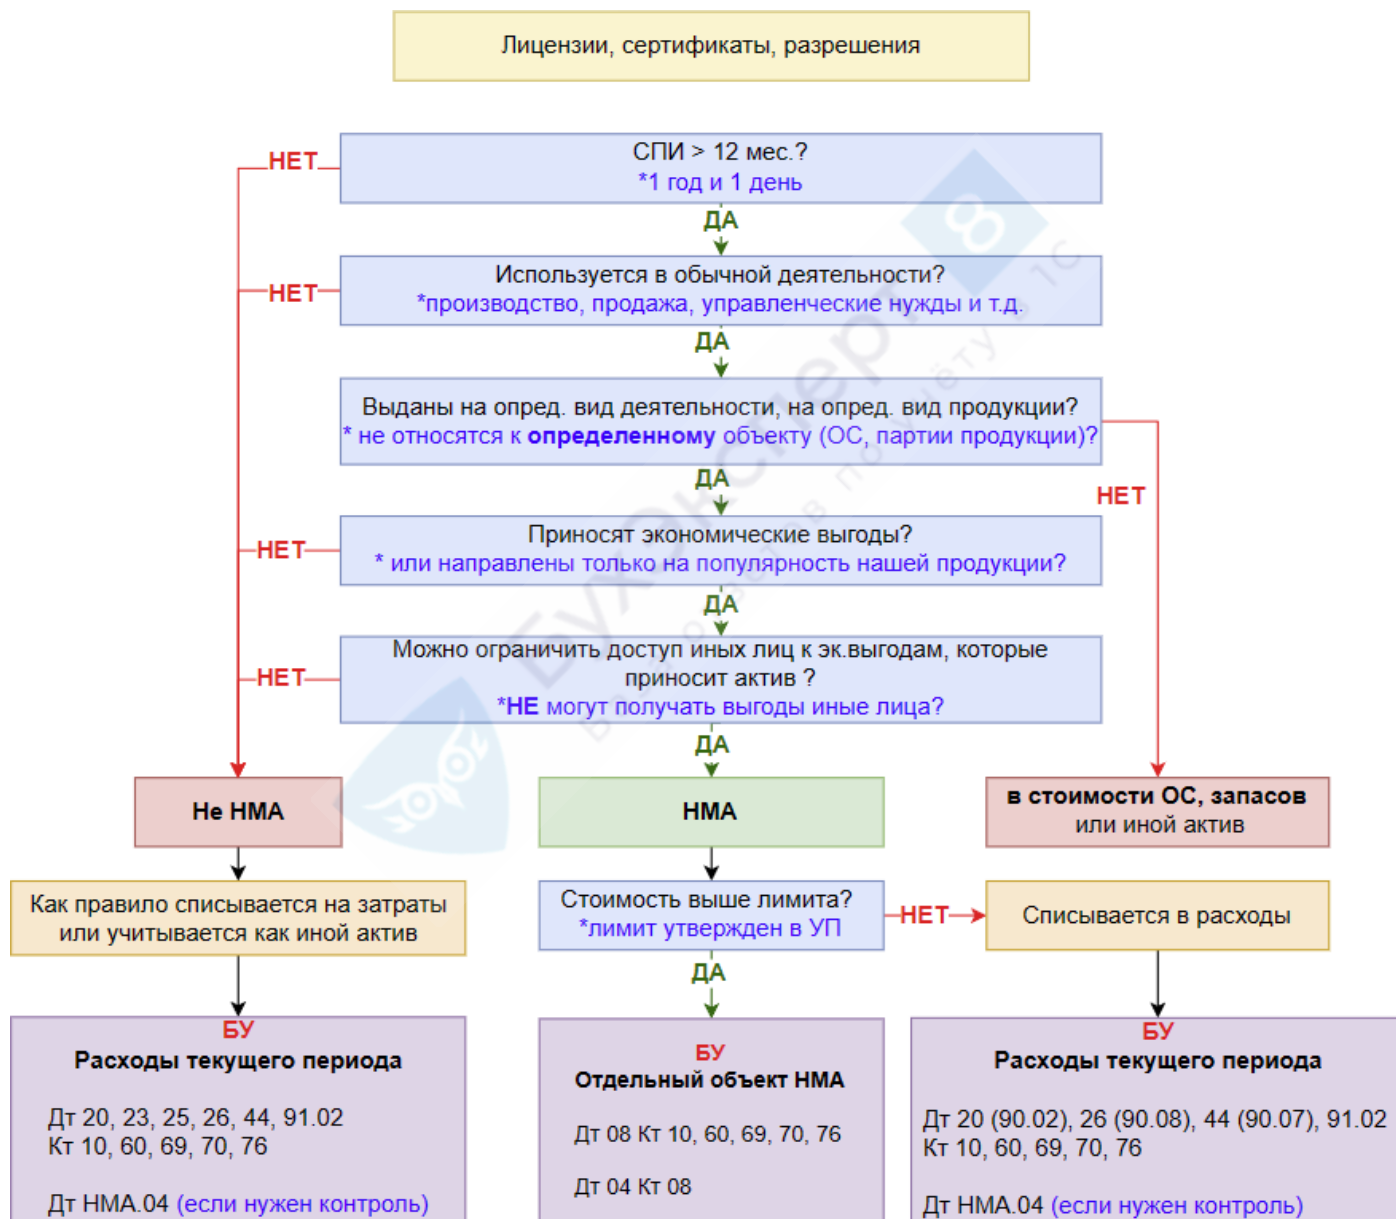 Лицензии, сертификаты, разрешения
СПИ > 12 мес.?
*1 год и 1 день
НЕТ
ДА
Используется в обычной деятельности?
*производство, продажа, управленческие нужды и т.д.
НЕТ
ДА
Выданы на опред. вид деятельности, на опред. вид продукции?
* не относятся к определенному объекту (ОС, партии продукции)?
ДА
НЕТ
Приносят экономические выгоды?
* или направлены только на популярность нашей продукции?
НЕТ
ДА
Можно ограничить доступ иных лиц к эк.выгодам, которые
приносит актив ?
*НЕ могут получать выгоды иные лица?
НЕТ
ДА
Не НМА
НМА
в стоимости ОС, запасов
или иной актив
Как правило списывается на затраты
или учитывается как иной актив
Стоимость выше лимита?
*лимит утвержден в УП
НЕТ
Списывается в расходы
ДА
БУ
Расходы текущего периода
Дт 20, 23, 25, 26, 44, 91.02
Кт 10, 60, 69, 70, 76
Дт НМА.04 (если нужен контроль)
БУ
Отдельный объект НМА
Дт 08 Кт 10, 60, 69, 70, 76
Дт 04 Кт 08
БУ
Расходы текущего периода
Дт 20 (90.02), 26 (90.08), 44 (90.07), 91.02
Кт 10, 60, 69, 70, 76
Дт НМА.04 (если нужен контроль)
БухЭксперт 8
База ответов по учёту в 1С